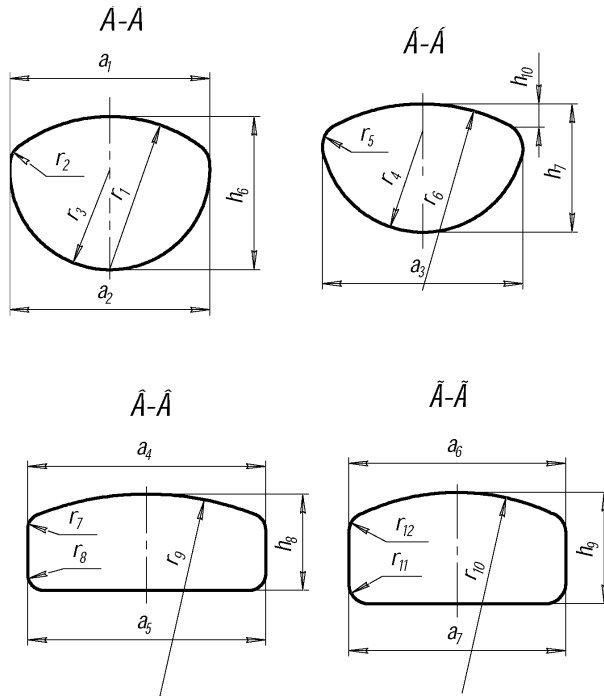 À-À
a₁
r₂
r₃
r₁
h₆
a₂
Á-Á
h₁₀
r₅
r₄
r₆
h₇
a₃
Â-Â
a₄
r₇
r₈
r₉
h₈
a₅
Ã-Ã
a₆
r₁₂
r₁₁
r₁₀
h₉
a₇